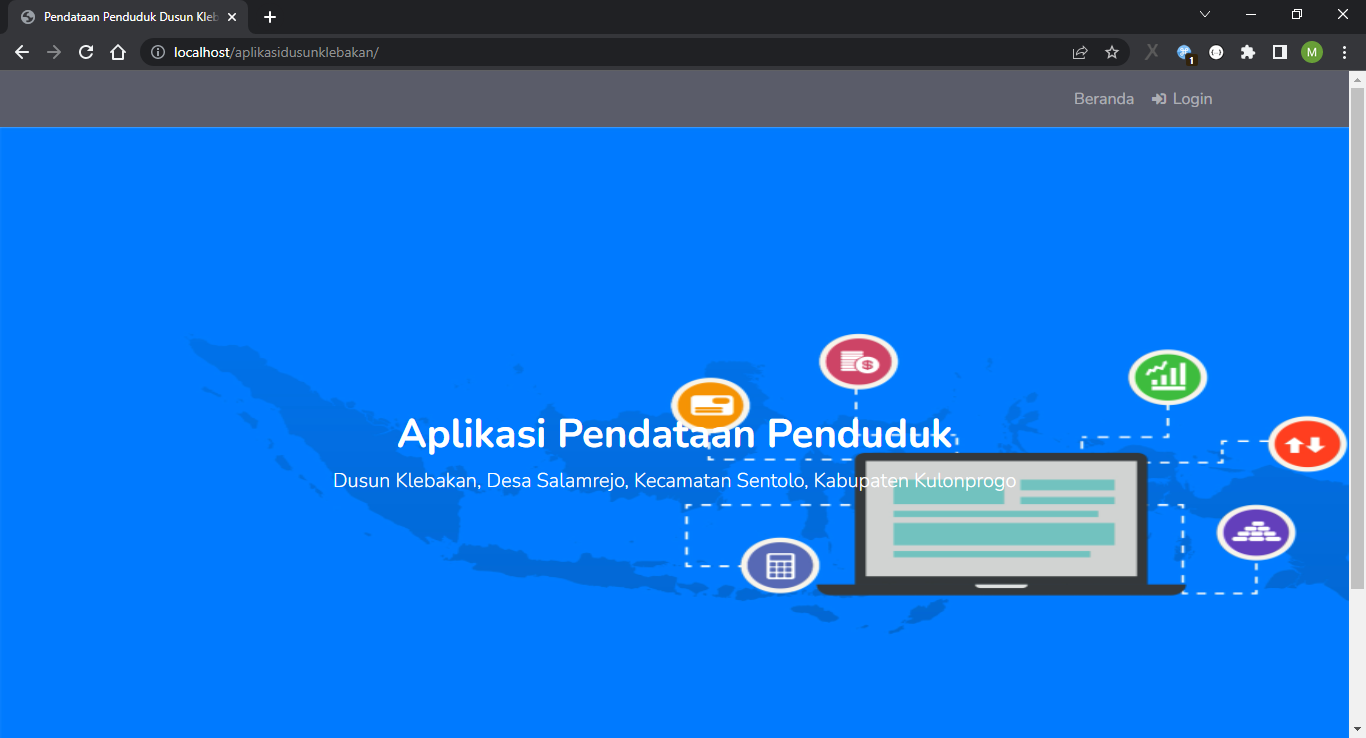 Pendataan Penduduk Dusun Kleb
localhost/aplikasidusunklebakan/
1
M
Beranda Login
Aplikasi Pendataan Penduduk
Dusun Klebakan, Desa Salamrejo, Kecamatan Sentolo, Kabupaten Kulonprogo